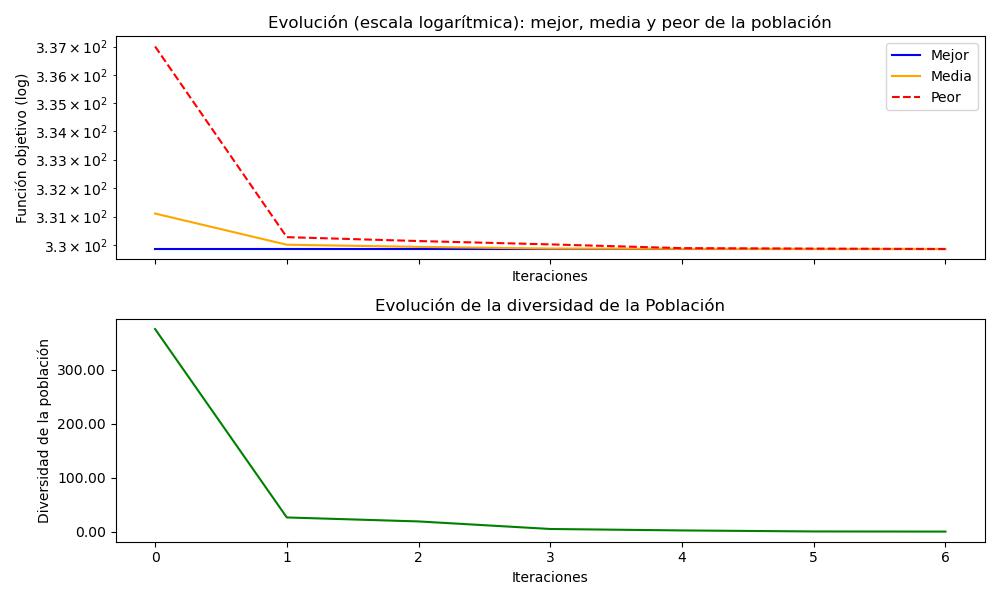 Evolución (escala logarítmica): mejor, media y peor de la población
Función objetivo (log)
3.37 × 10²
3.36 × 10²
3.35 × 10²
3.34 × 10²
3.33 × 10²
3.32 × 10²
3.31 × 10²
3.3 × 10²
Mejor
Media
Peor
Iteraciones
Evolución de la diversidad de la Población
Diversidad de la población
300.00
200.00
100.00
0.00
0 1 2 3 4 5 6
Iteraciones